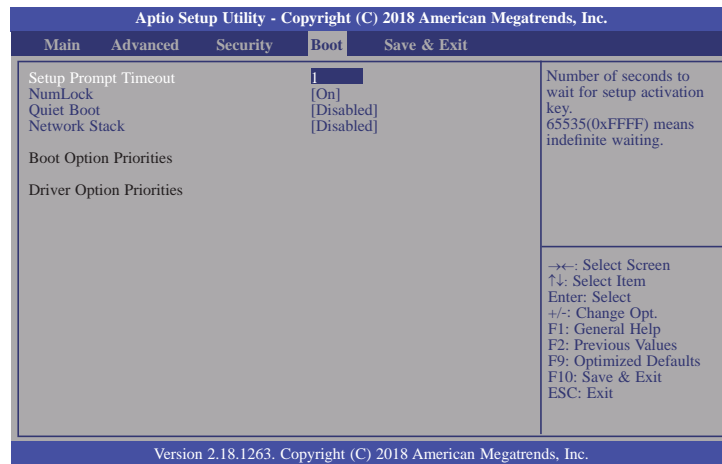 Aptio Setup Utility - Copyright (C) 2018 American Megatrends, Inc.
Main Advanced Security Boot Save & Exit
Setup Prompt Timeout 1
NumLock [On]
Quiet Boot [Disabled]
Network Stack [Disabled]
Boot Option Priorities
Driver Option Priorities
Number of seconds to
wait for setup activation
key.
65535(0xFFFF) means
indefinite waiting.
→←: Select Screen
↑↓: Select Item
Enter: Select
+/-: Change Opt.
F1: General Help
F2: Previous Values
F9: Optimized Defaults
F10: Save & Exit
ESC: Exit
Version 2.18.1263. Copyright (C) 2018 American Megatrends, Inc.